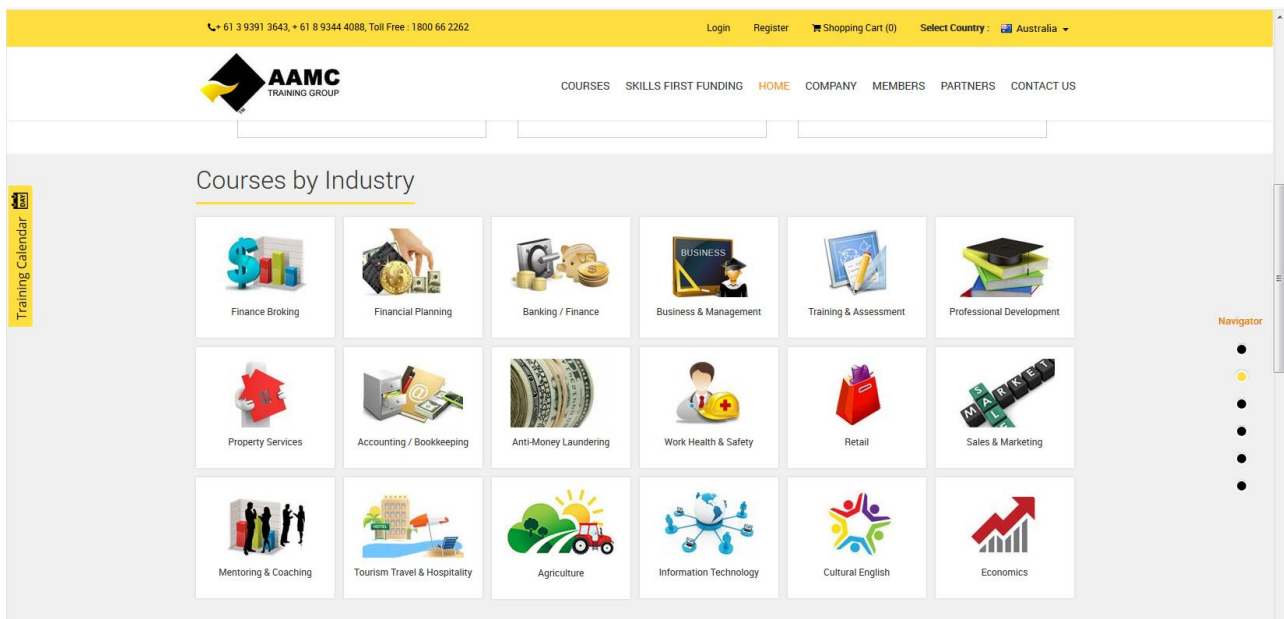 + 61 3 9391 3643, + 61 8 9344 4088, Toll Free : 1800 66 2262
Login Register Shopping Cart (0) Select Country : Australia
AAMC
TRAINING GROUP
TM
COURSES SKILLS FIRST FUNDING HOME COMPANY MEMBERS PARTNERS CONTACT US
Courses by Industry
DAY
Training Calendar
BUSINESS
Finance Broking Financial Planning Banking / Finance Business & Management Training & Assessment Professional Development
Navigator
SALE
MARKET
Property Services Accounting / Bookkeeping Anti-Money Laundering Work Health & Safety Retail Sales & Marketing
HOTEL
Mentoring & Coaching Tourism Travel & Hospitality Agriculture Information Technology Cultural English Economics